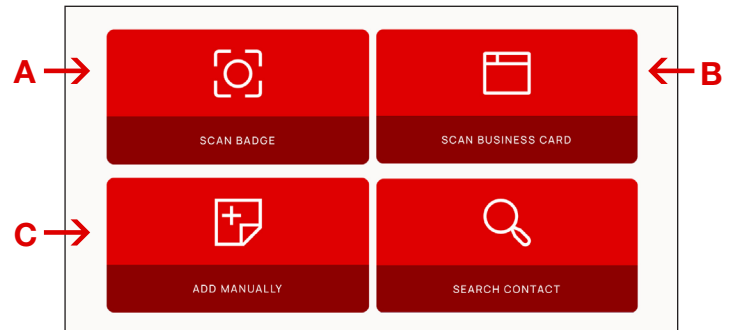 A
SCAN BADGE
SCAN BUSINESS CARD
B
C
ADD MANUALLY
SEARCH CONTACT